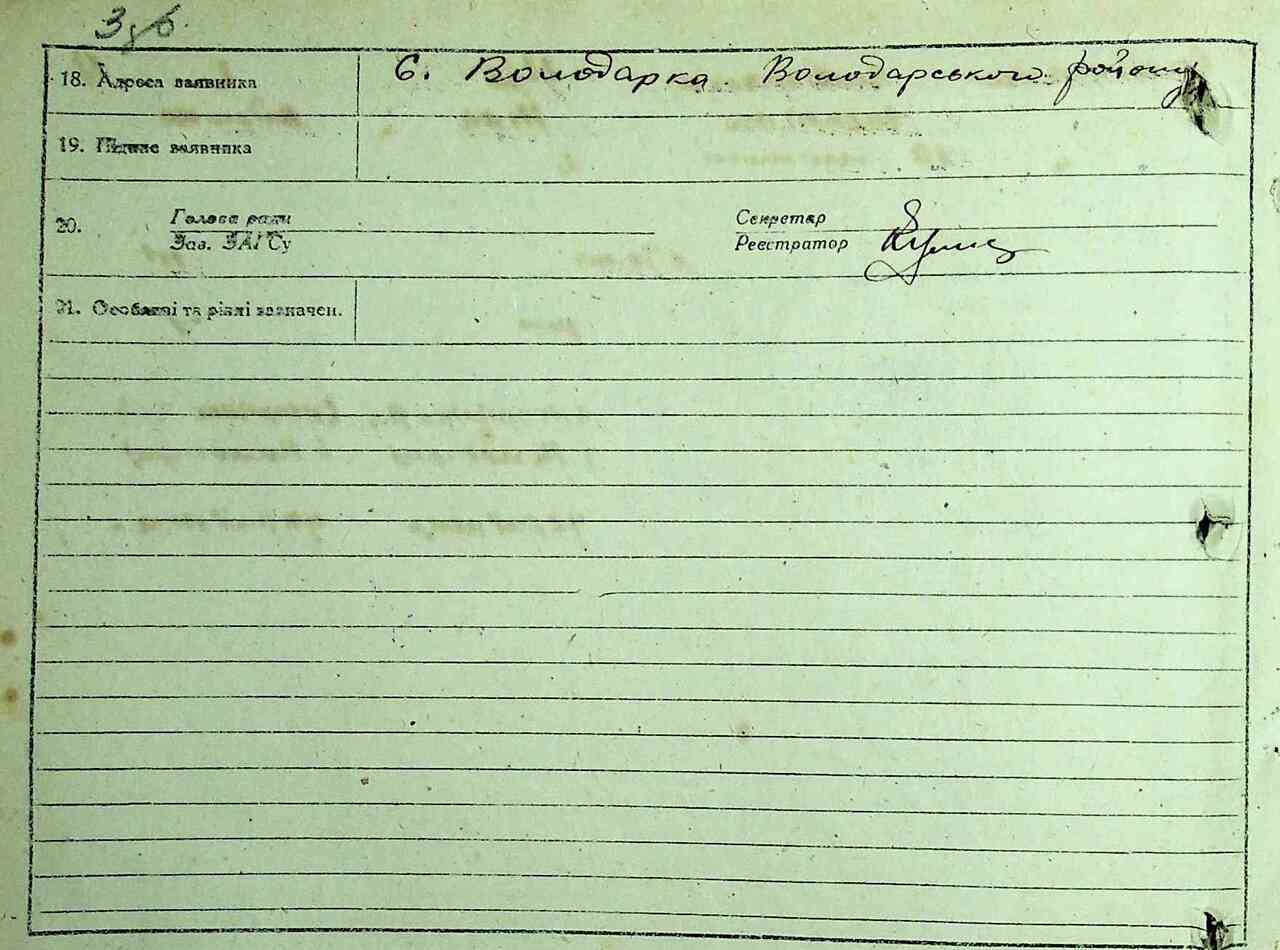 3 зб.
18. Адреса заявника с. Володарка Володарського району
19. Підпис заявника
20. Голова ради Секретар
Зав. ЗАГСу Реєстратор
21. Особливі та різні зазначен.